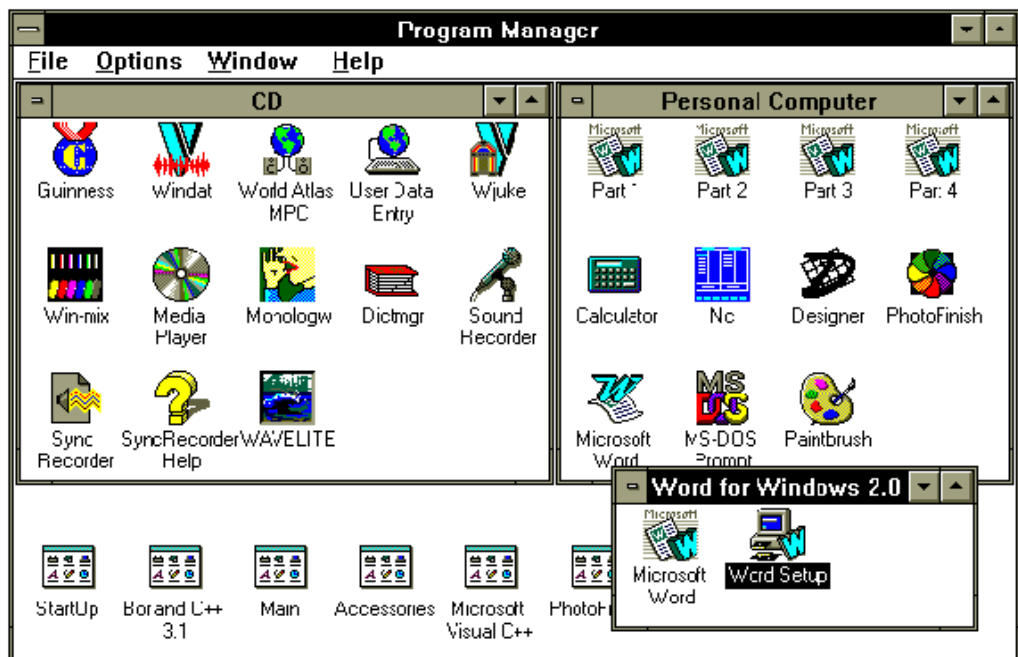 Program Manager
File Options Window Help
CD
Guinness Windat World Atlas MPC User Data Entry Wjuke
Win-mix Media Player Monologw Dictmgr Sound Recorder
Sync Recorder SyncRecorder Help WAVELITE
Personal Computer
Microsoft Microsoft Microsoft Microsoft
Part 1 Part 2 Part 3 Part 4
Calculator Nc Designer PhotoFinish
MS
DOS
Microsoft Word MS-DOS Prompt Paintbrush
Word for Windows 2.0
Microsoft
Microsoft Word Word Setup
StartUp Borland C++ 3.1 Main Accessories Microsoft Visual C++ PhotoFi